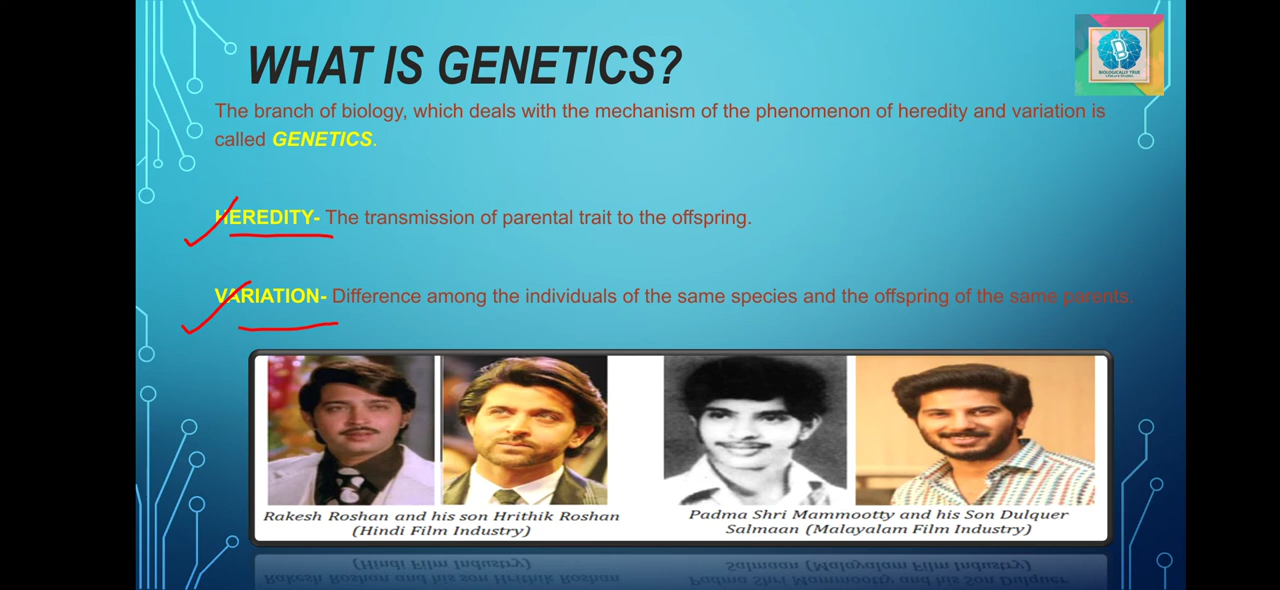 WHAT IS GENETICS?
BIOLOGICALLY TRUE
The branch of biology, which deals with the mechanism of the phenomenon of heredity and variation is
called GENETICS.
HEREDITY- The transmission of parental trait to the offspring.
VARIATION- Difference among the individuals of the same species and the offspring of the same parents.
Rakesh Roshan and his son Hrithik Roshan
(Hindi Film Industry)
Padma Shri Mammootty and his Son Dulquer
Salmaan (Malayalam Film Industry)